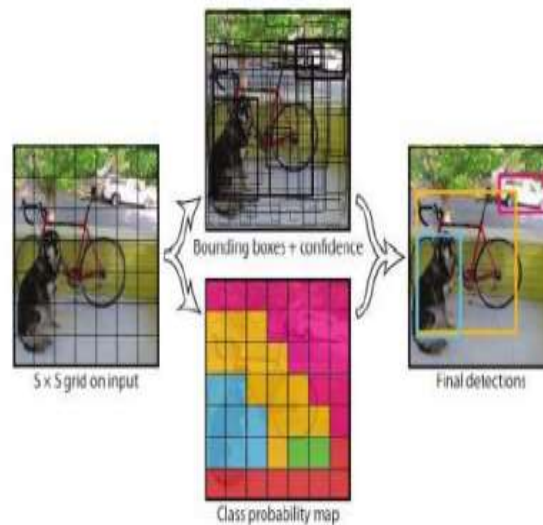 Bounding boxes + confidence
S × S grid on input
Final detections
Class probability map